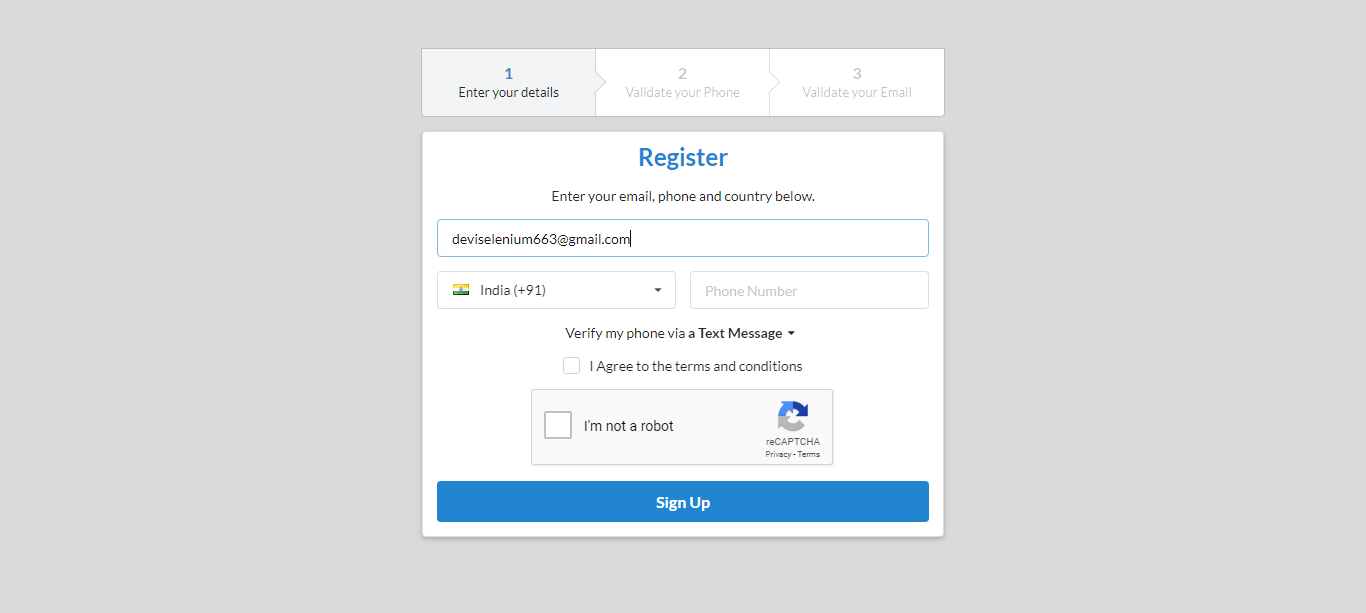 1
Enter your details
2
Validate your Phone
3
Validate your Email
Register
Enter your email, phone and country below.
deviselenium663@gmail.com
India (+91)
Phone Number
Verify my phone via a Text Message
I Agree to the terms and conditions
I'm not a robot
reCAPTCHA
Privacy - Terms
Sign Up